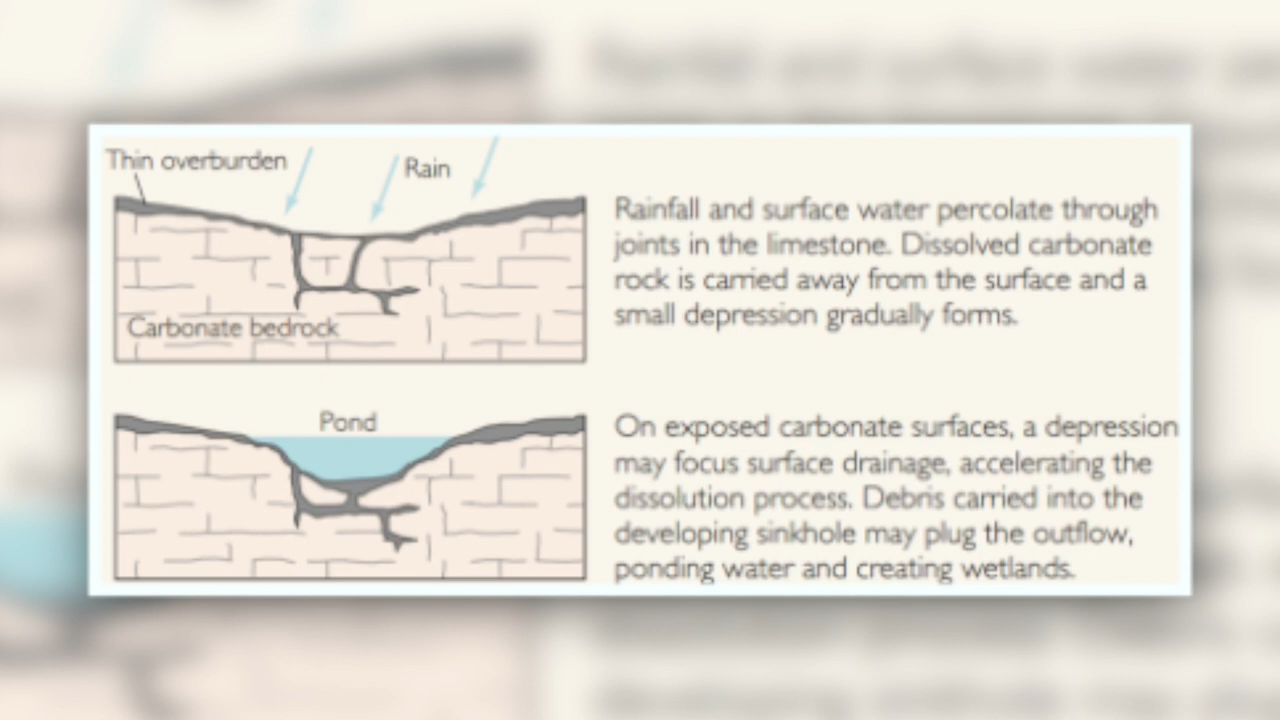 Thin overburden
Rain
Carbonate bedrock
Rainfall and surface water percolate through
joints in the limestone. Dissolved carbonate
rock is carried away from the surface and a
small depression gradually forms.
Pond
On exposed carbonate surfaces, a depression
may focus surface drainage, accelerating the
dissolution process. Debris carried into the
developing sinkhole may plug the outflow,
ponding water and creating wetlands.